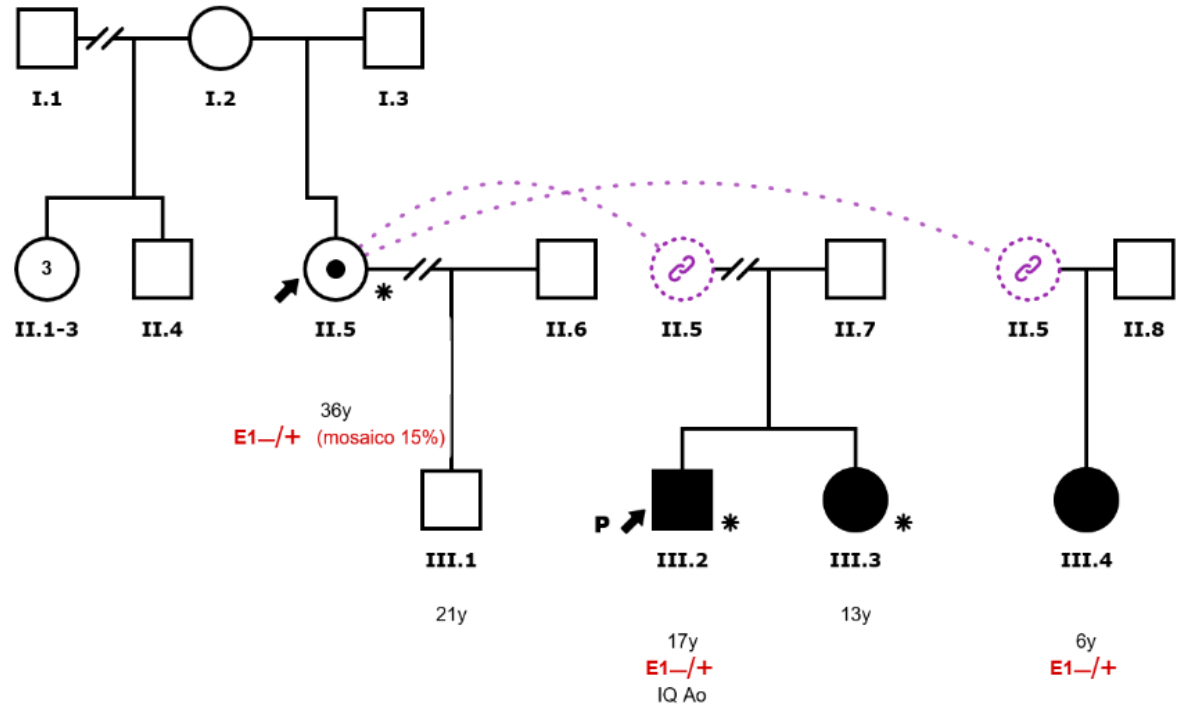 I.1 I.2 I.3
3
II.1-3 II.4 II.5 * II.6 II.5 II.7 II.5 II.8
36y
E1—/+ (mosaico 15%)
P * *
III.1 III.2 III.3 III.4
21y 13y
17y 6y
E1—/+ E1—/+
IQ Ao